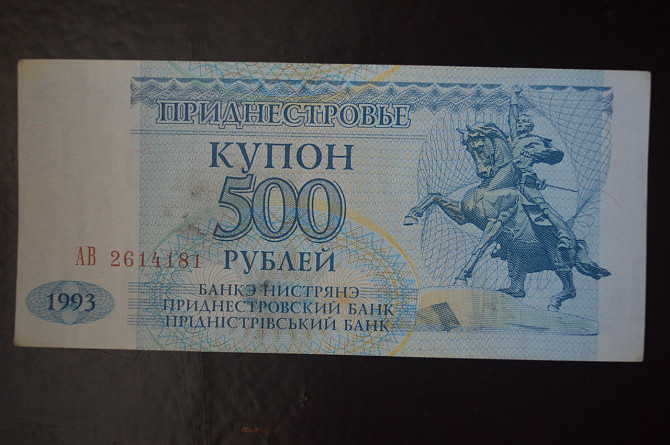 ПРИДНЕСТРОВЬЕ
КУПОН
500
РУБЛЕЙ
АВ 2614181
1993
БАНКЭ НИСТРЯНЭ
ПРИДНЕСТРОВСКИЙ БАНК
ПРІДНІСТРІВСЬКИЙ БАНК